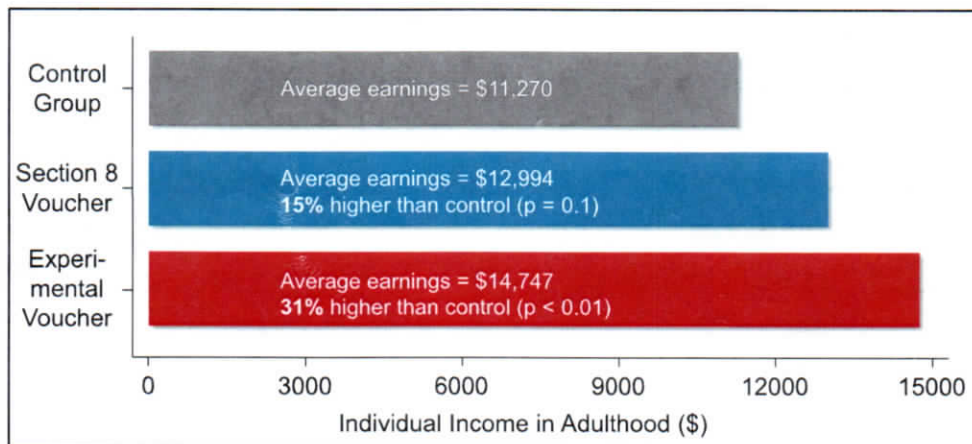 Control
Group
Average earnings = $11,270
Section 8
Voucher
Average earnings = $12,994
15% higher than control (p = 0.1)
Experi-
mental
Voucher
Average earnings = $14,747
31% higher than control (p < 0.01)
0 3000 6000 9000 12000 15000
Individual Income in Adulthood ($)